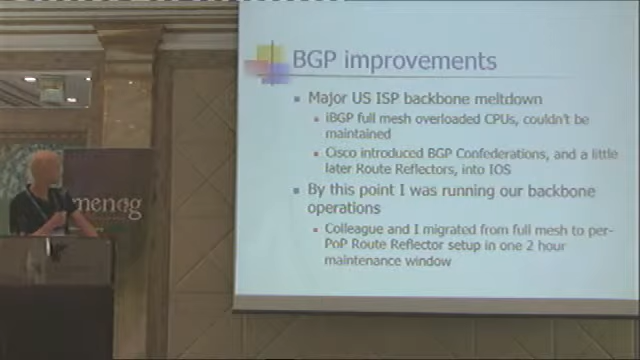 BGP improvements
Major US ISP backbone meltdown
iBGP full mesh overloaded CPUs, couldn't be
maintained
Cisco introduced BGP Confederations, and a little
later Route Reflectors, into IOS
By this point I was running our backbone
operations
Colleague and I migrated from full mesh to per-
PoP Route Reflector setup in one 2 hour
maintenance window
menog